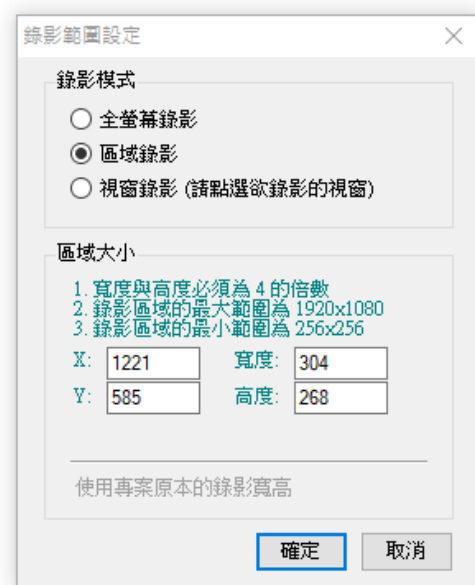 錄影範圍設定
錄影模式
全螢幕錄影
區域錄影
視窗錄影 (請點選欲錄影的視窗)
區域大小
1. 寬度與高度必須為 4 的倍數
2. 錄影區域的最大範圍為 1920x1080
3. 錄影區域的最小範圍為 256x256
X: 1221 寬度: 304
Y: 585 高度: 268
使用專案原本的錄影寬高
確定 取消